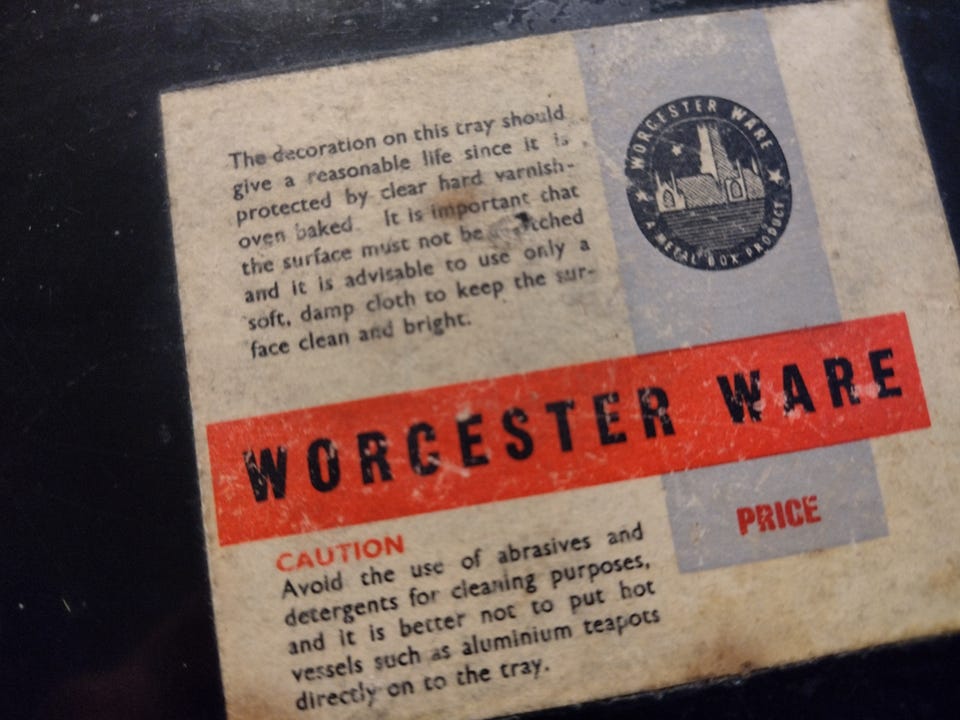 The decoration on this tray should
give a reasonable life since it is
protected by clear hard varnish-
oven baked. It is important that
the surface must not be
and it is advisable to use only a
soft, damp cloth to keep the sur-
face clean and bright.
WORCESTER WARE
A METAL BOX PRODUCT
WORCESTER WARE
PRICE
CAUTION
Avoid the use of abrasives and
detergents for cleaning purposes,
and it is better not to put hot
vessels such as aluminium teapots
directly on to the tray.